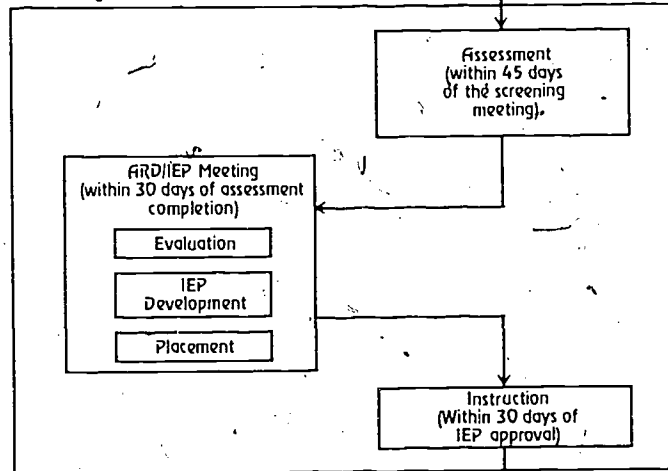 Assessment
(within 45 days
of the screening
meeting).
ARD/IEP Meeting
(within 30 days of assessment
completion)
Evaluation
IEP
Development
Placement
Instruction
(Within 30 days of
IEP approval)